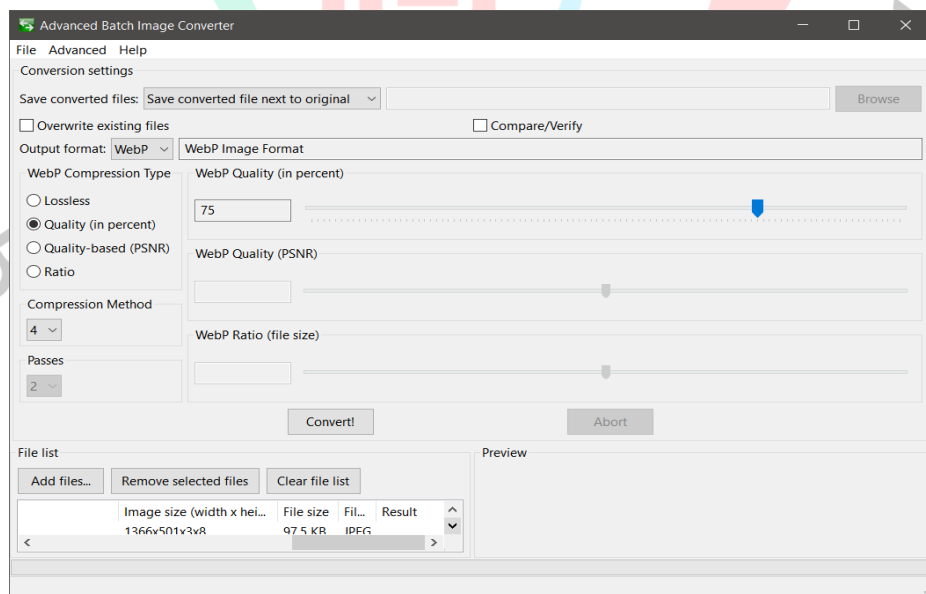 Advanced Batch Image Converter
File Advanced Help
Conversion settings
Save converted files: Save converted file next to original Browse
Overwrite existing files Compare/Verify
Output format: WebP WebP Image Format
WebP Compression Type WebP Quality (in percent)
Lossless
75
Quality (in percent)
Quality-based (PSNR) WebP Quality (PSNR)
Ratio
Compression Method
4
WebP Ratio (file size)
Passes
2
Convert! Abort
File list Preview
Add files... Remove selected files Clear file list
Image size (width x hei... File size Fil... Result
1366x501x3x8 97.5 KB JPEG